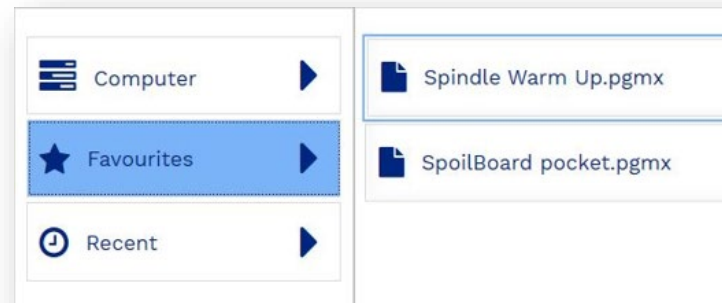 Computer
Favourites
Recent
Spindle Warm Up.pgmx
SpoilBoard pocket.pgmx